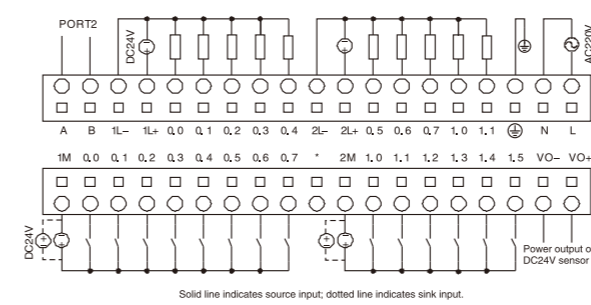 PORT2
DC24V
AC220V
A B 1L– 1L+ 0.0 0.1 0.2 0.3 0.4 2L– 2L+ 0.5 0.6 0.7 1.0 1.1 N L
1M 0.0 0.1 0.2 0.3 0.4 0.5 0.6 0.7 * 2M 1.0 1.1 1.2 1.3 1.4 1.5 VO– VO+
DC24V
Power output o
DC24V sensor
Solid line indicates source input; dotted line indicates sink input.